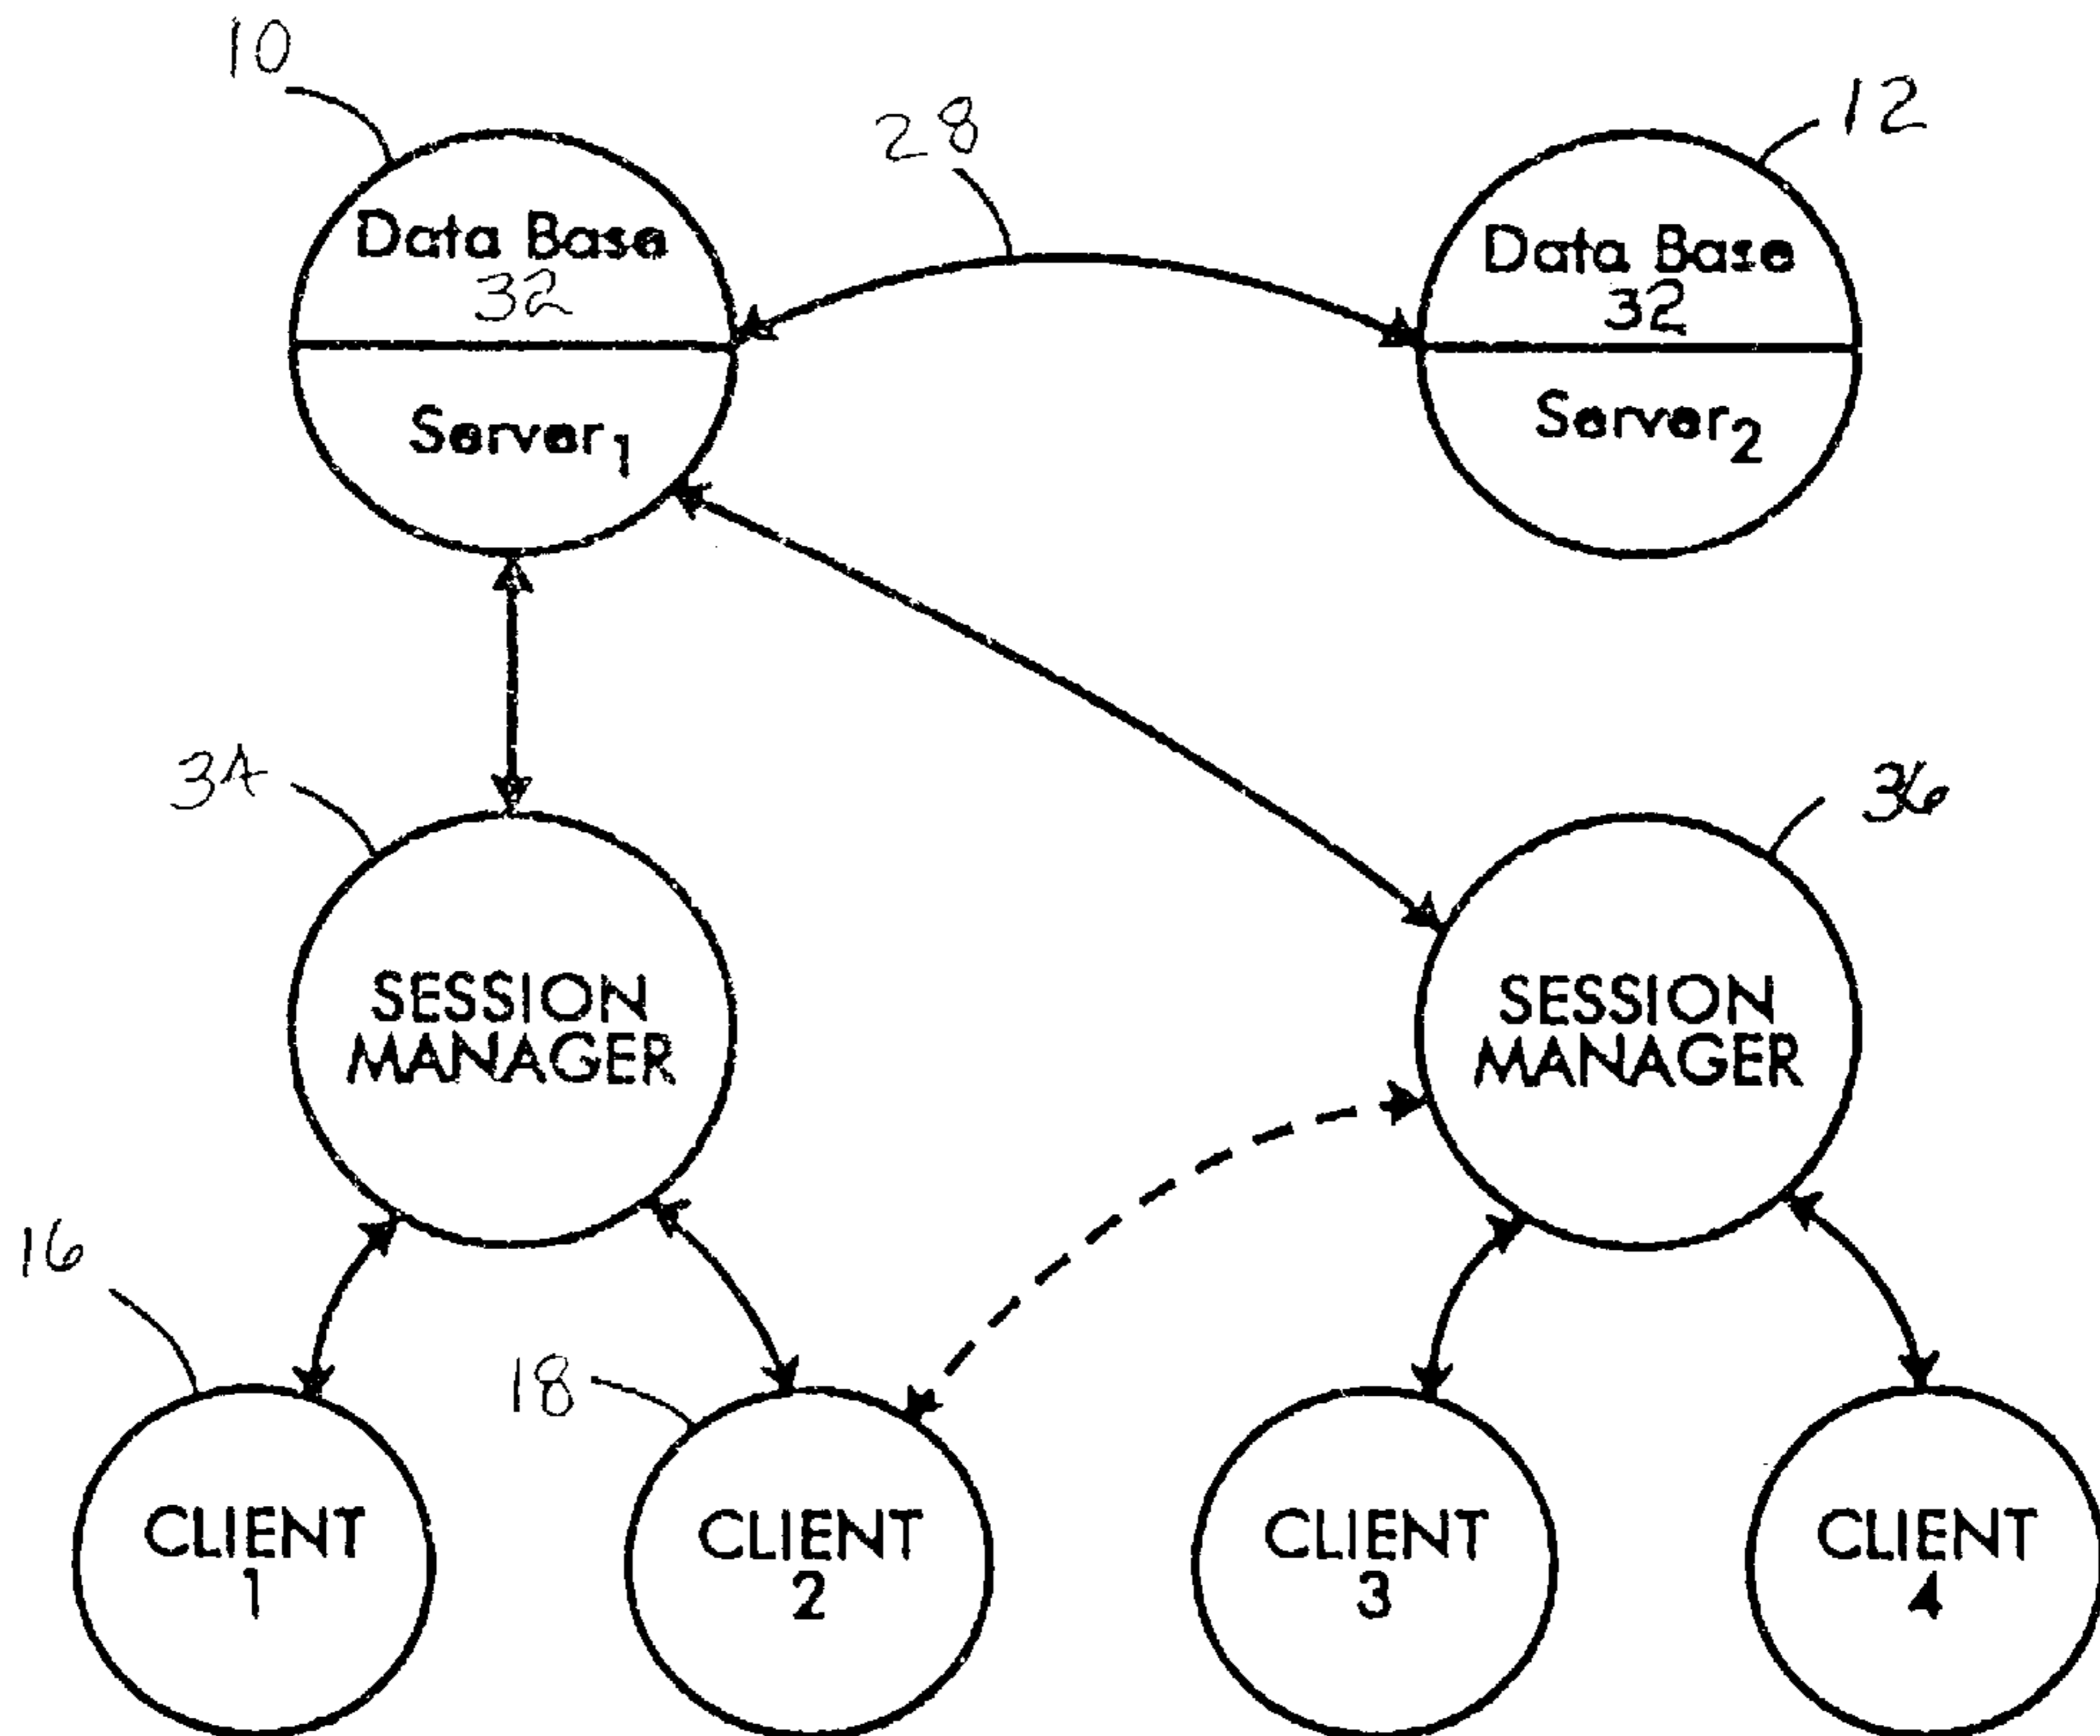 10
28
12
Data Base
32
Server1
Data Base
32
Server2
34
36
SESSION
MANAGER
SESSION
MANAGER
16
18
CLIENT
1
CLIENT
2
CLIENT
3
CLIENT
4